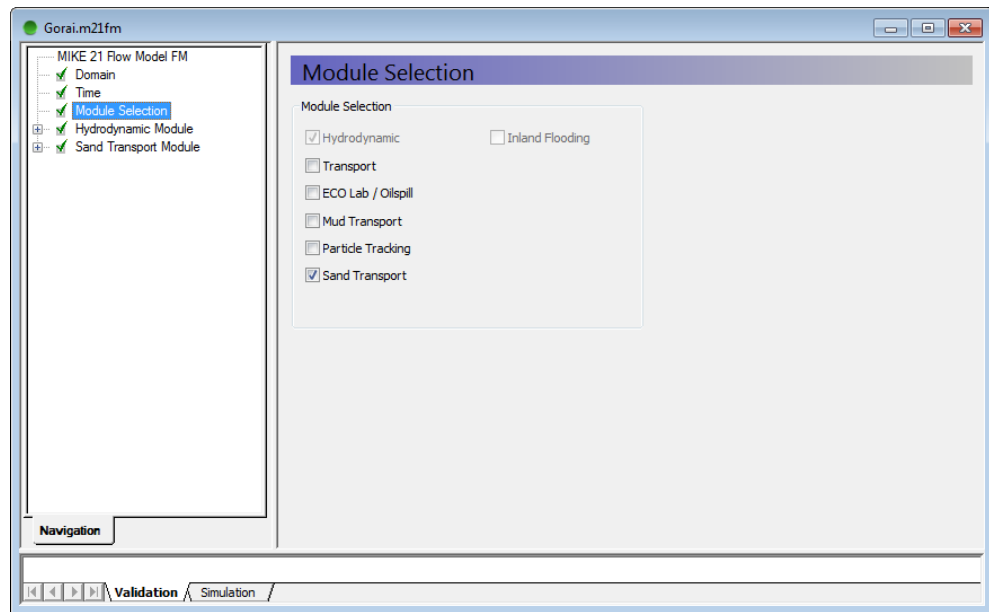 Gorai.m21fm
MIKE 21 Flow Model FM
Domain
Time
Module Selection
Hydrodynamic Module
Sand Transport Module
Navigation
Module Selection
Module Selection
Hydrodynamic Inland Flooding
Transport
ECO Lab / Oilspill
Mud Transport
Particle Tracking
Sand Transport
Validation Simulation